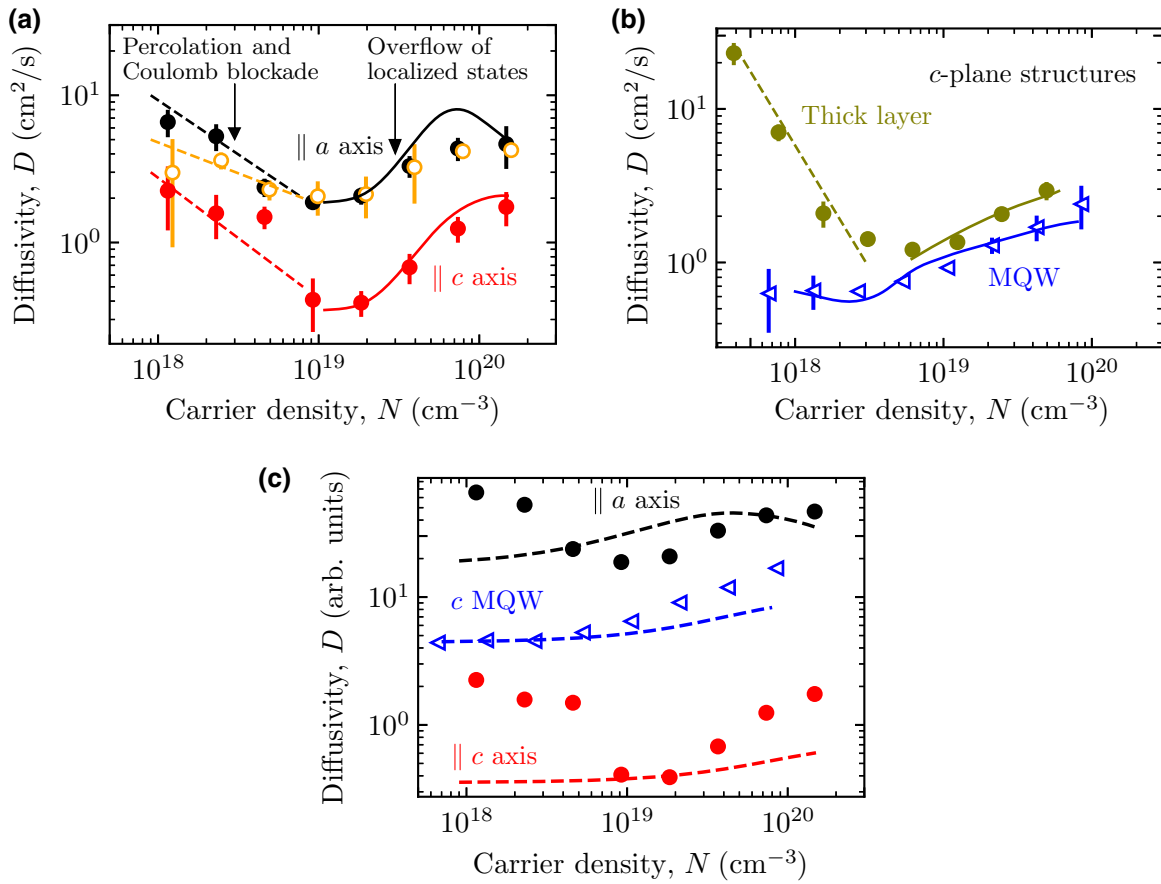 (a)
Percolation and
Coulomb blockade
Overflow of
localized states
∥ a axis
∥ c axis
10¹
10⁰
Diffusivity, D (cm²/s)
10¹⁸
10¹⁹
10²⁰
Carrier density, N (cm⁻³)
(b)
c-plane structures
Thick layer
MQW
10¹
10⁰
Diffusivity, D (cm²/s)
10¹⁸
10¹⁹
10²⁰
Carrier density, N (cm⁻³)
(c)
∥ a axis
c MQW
∥ c axis
10¹
10⁰
Diffusivity, D (arb. units)
10¹⁸
10¹⁹
10²⁰
Carrier density, N (cm⁻³)